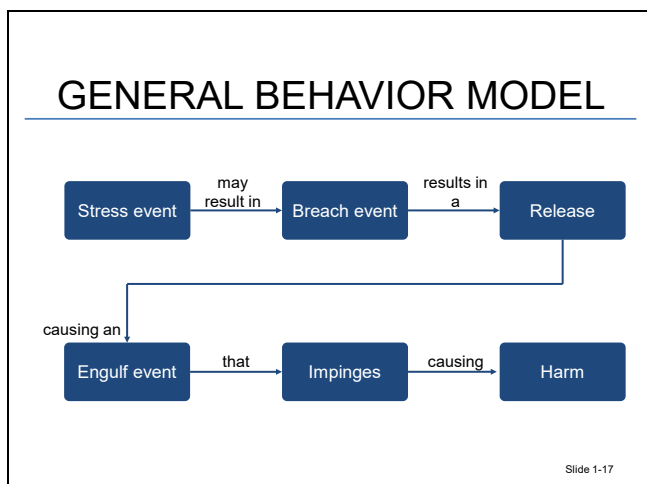 GENERAL BEHAVIOR MODEL
Stress event
may
result in
Breach event
results in
a
Release
causing an
Engulf event
that
Impinges
causing
Harm
Slide 1-17